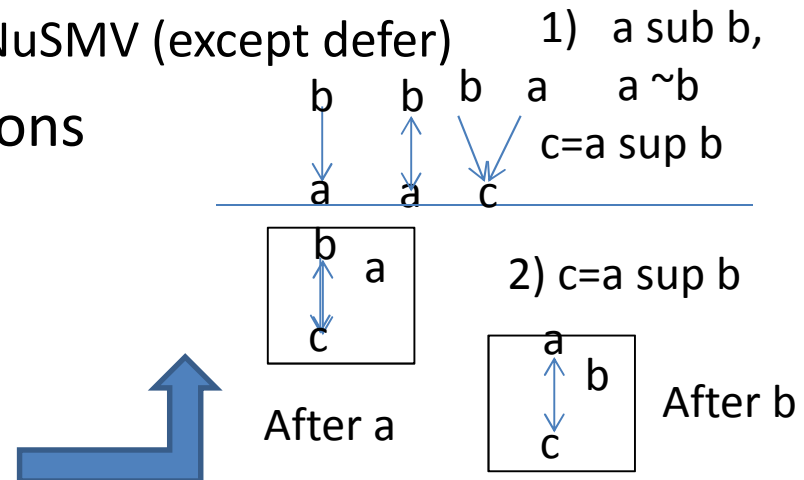 NuSMV (except defer)
ons
1) a sub b,
a ~b
c=a sup b
b b b a
a a c
b
a
c
2) c=a sup b
a
b
c
After a
After b